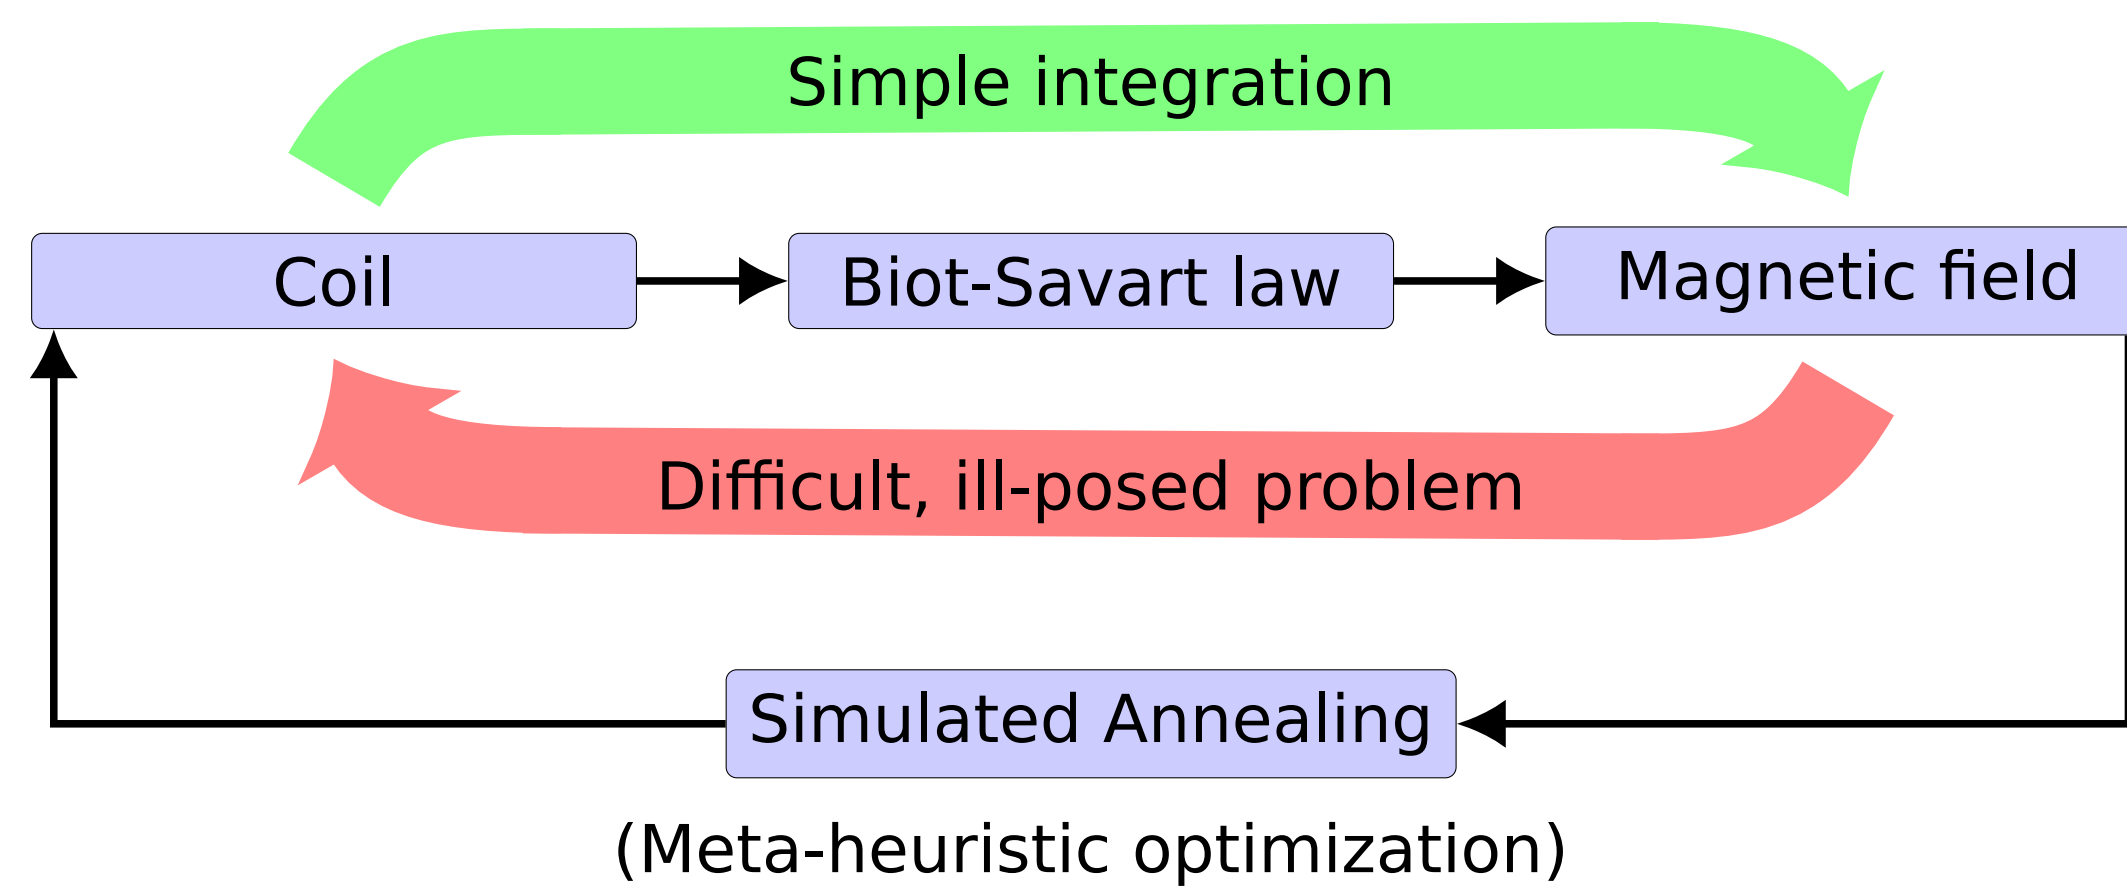 Simple integration
Coil
Biot-Savart law
Magnetic field
Difficult, ill-posed problem
Simulated Annealing
(Meta-heuristic optimization)